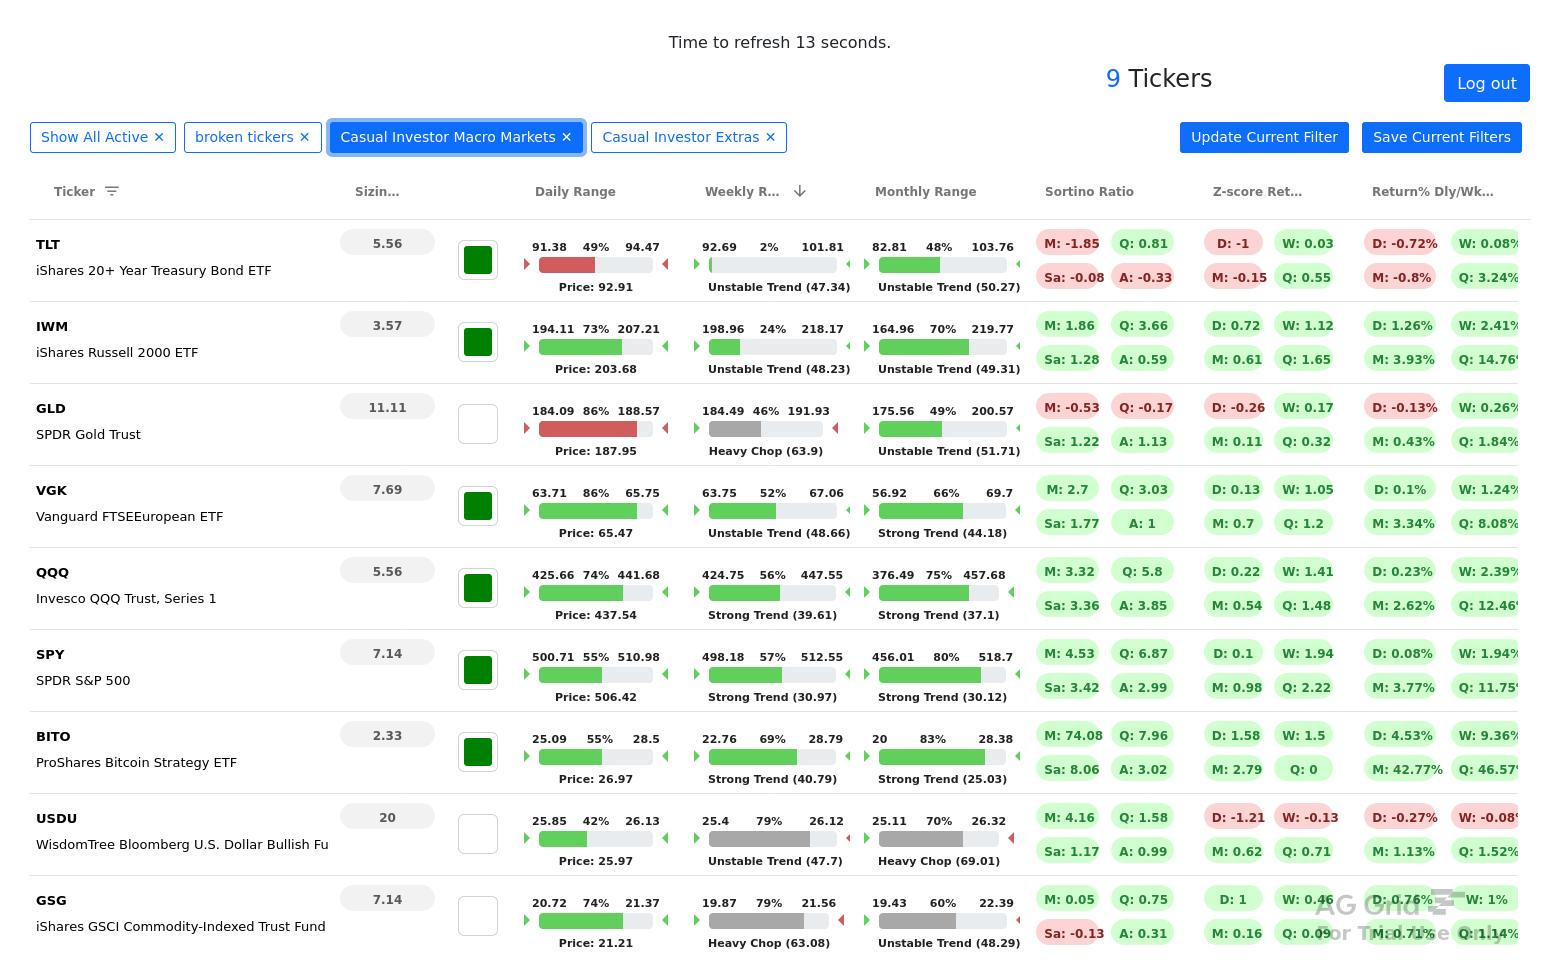 Time to refresh 13 seconds.
9 Tickers
Log out
Show All Active ✕ broken tickers ✕ Casual Investor Macro Markets ✕ Casual Investor Extras ✕ Update Current Filter Save Current Filters
Ticker Sizin... Daily Range Weekly R... Monthly Range Sortino Ratio Z-score Ret... Return% Dly/Wk...
TLT 5.56 91.38 49% 94.47 92.69 2% 101.81 82.81 48% 103.76 M: -1.85 Q: 0.81 D: -1 W: 0.03 D: -0.72% W: 0.08%
iShares 20+ Year Treasury Bond ETF Price: 92.91 Unstable Trend (47.34) Unstable Trend (50.27) Sa: -0.08 A: -0.33 M: -0.15 Q: 0.55 M: -0.8% Q: 3.24%
IWM 3.57 194.11 73% 207.21 198.96 24% 218.17 164.96 70% 219.77 M: 1.86 Q: 3.66 D: 0.72 W: 1.12 D: 1.26% W: 2.41%
iShares Russell 2000 ETF Price: 203.68 Unstable Trend (48.23) Unstable Trend (49.31) Sa: 1.28 A: 0.59 M: 0.61 Q: 1.65 M: 3.93% Q: 14.76%
GLD 11.11 184.09 86% 188.57 184.49 46% 191.93 175.56 49% 200.57 M: -0.53 Q: -0.17 D: -0.26 W: 0.17 D: -0.13% W: 0.26%
SPDR Gold Trust Price: 187.95 Heavy Chop (63.9) Unstable Trend (51.71) Sa: 1.22 A: 1.13 M: 0.11 Q: 0.32 M: 0.43% Q: 1.84%
VGK 7.69 63.71 86% 65.75 63.75 52% 67.06 56.92 66% 69.7 M: 2.7 Q: 3.03 D: 0.13 W: 1.05 D: 0.1% W: 1.24%
Vanguard FTSEEuropean ETF Price: 65.47 Unstable Trend (48.66) Strong Trend (44.18) Sa: 1.77 A: 1 M: 0.7 Q: 1.2 M: 3.34% Q: 8.08%
QQQ 5.56 425.66 74% 441.68 424.75 56% 447.55 376.49 75% 457.68 M: 3.32 Q: 5.8 D: 0.22 W: 1.41 D: 0.23% W: 2.39%
Invesco QQQ Trust, Series 1 Price: 437.54 Strong Trend (39.61) Strong Trend (37.1) Sa: 3.36 A: 3.85 M: 0.54 Q: 1.48 M: 2.62% Q: 12.46%
SPY 7.14 500.71 55% 510.98 498.18 57% 512.55 456.01 80% 518.7 M: 4.53 Q: 6.87 D: 0.1 W: 1.94 D: 0.08% W: 1.94%
SPDR S&P 500 Price: 506.42 Strong Trend (30.97) Strong Trend (30.12) Sa: 3.42 A: 2.99 M: 0.98 Q: 2.22 M: 3.77% Q: 11.75%
BITO 2.33 25.09 55% 28.5 22.76 69% 28.79 20 83% 28.38 M: 74.08 Q: 7.96 D: 1.58 W: 1.5 D: 4.53% W: 9.36%
ProShares Bitcoin Strategy ETF Price: 26.97 Strong Trend (40.79) Strong Trend (25.03) Sa: 8.06 A: 3.02 M: 2.79 Q: 0 M: 42.77% Q: 46.57%
USDU 20 25.85 42% 26.13 25.4 79% 26.12 25.11 70% 26.32 M: 4.16 Q: 1.58 D: -1.21 W: -0.13 D: -0.27% W: -0.08%
WisdomTree Bloomberg U.S. Dollar Bullish Fu Price: 25.97 Unstable Trend (47.7) Heavy Chop (69.01) Sa: 1.17 A: 0.99 M: 0.62 Q: 0.71 M: 1.13% Q: 1.52%
GSG 7.14 20.72 74% 21.37 19.87 79% 21.56 19.43 60% 22.39 M: 0.05 Q: 0.75 D: 1 W: 0.46 D: 0.76% W: 1%
iShares GSCI Commodity-Indexed Trust Fund Price: 21.21 Heavy Chop (63.08) Unstable Trend (48.29) Sa: -0.13 A: 0.31 M: 0.16 Q: 0.09 M: 1.71% Q: 1.14%
AG Grid
For Trial Use Only